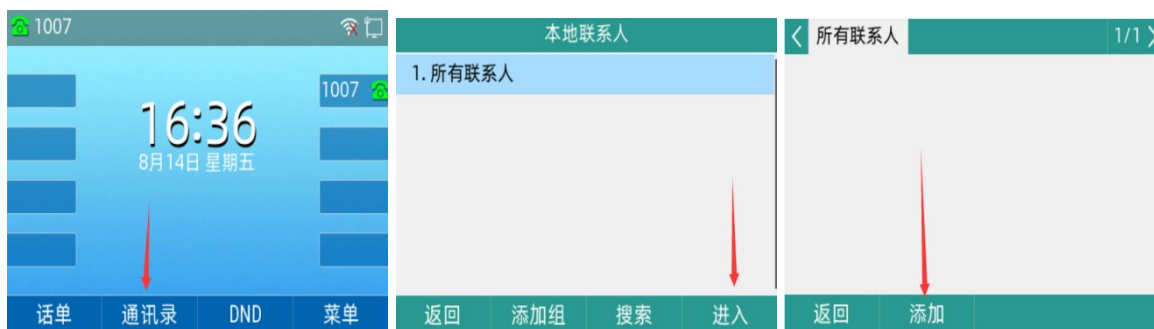 1007
1007
16:36
8月14日 星期五
话单 通讯录 DND 菜单
本地联系人
1. 所有联系人
返回 添加组 搜索 进入
所有联系人 1/1
返回 添加